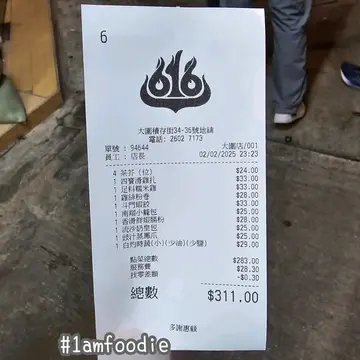 6
616
大圍積存街34-36號地舖
電話: 2602 7173
單號 : 94644 大圍店/001
員工 : 店長 02/02/2025 23:23
4 茶芥 (位) $24.00
1 四寶滑雞扎 $33.00
1 足料糯米雞 $33.00
1 雞絲粉卷 $28.00
1 斗門蝦餃 $33.00
1 南翔小籠包 $25.00
1 香邊鮮蝦腸粉 $28.00
1 流沙奶皇包 $25.00
1 豉汁蒸鳳爪 $25.00
1 白灼時蔬(小)(少油)(少鹽) $29.00
點菜總數 $283.00
服務費 $28.30
找零差額 -$0.30
總數 $311.00
多謝惠顧
#1amfoodie